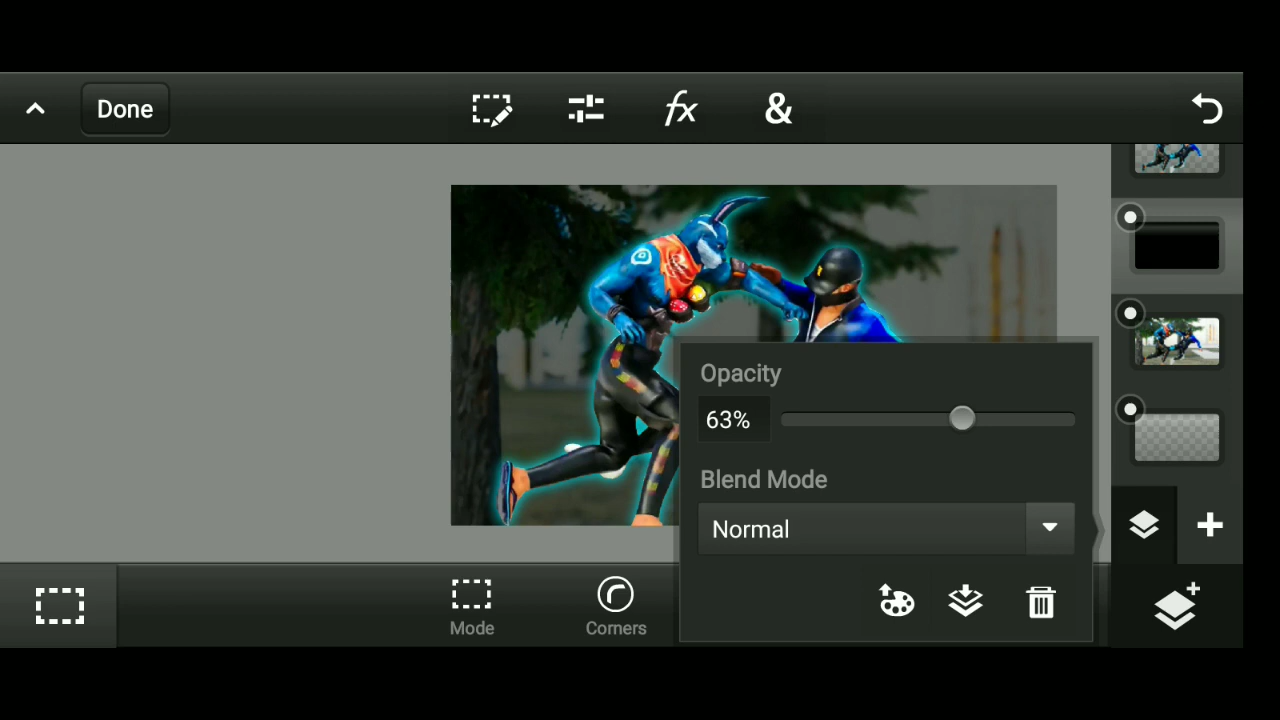 Done
fx
&
Opacity
63%
Blend Mode
Normal
Mode
Corners